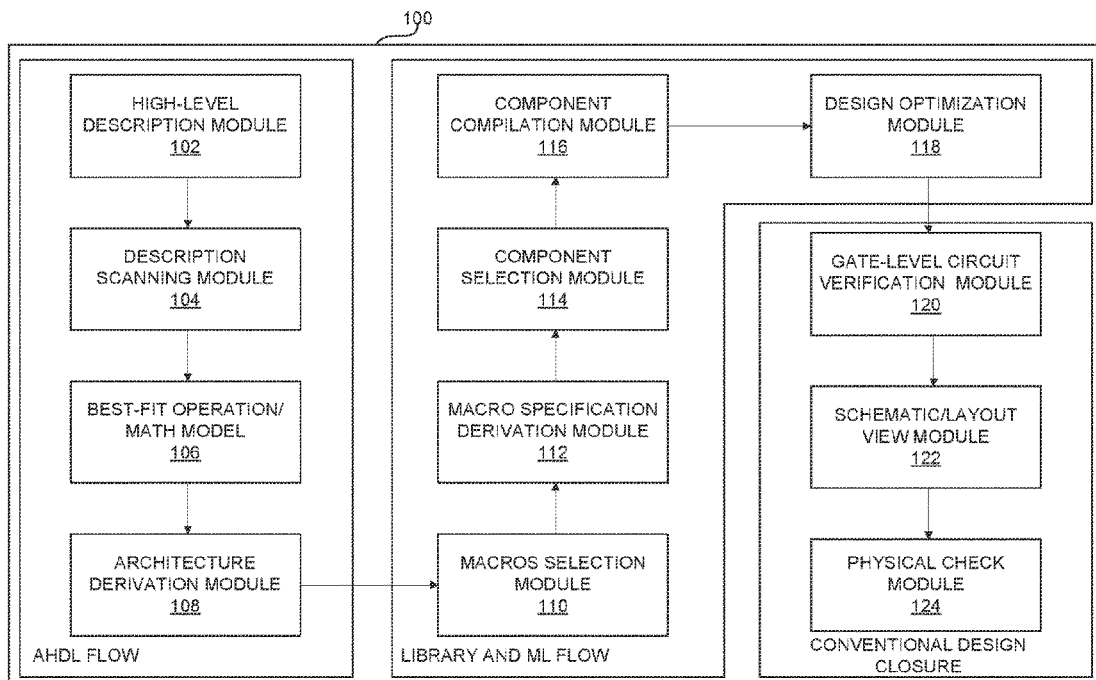 100
HIGH-LEVEL
DESCRIPTION MODULE
102
DESCRIPTION
SCANNING MODULE
104
BEST-FIT OPERATION/
MATH MODEL
106
ARCHITECTURE
DERIVATION MODULE
108
AHDL FLOW
COMPONENT
COMPILATION MODULE
116
COMPONENT
SELECTION MODULE
114
MACRO SPECIFICATION
DERIVATION MODULE
112
MACROS SELECTION
MODULE
110
LIBRARY AND ML FLOW
DESIGN OPTIMIZATION
MODULE
118
GATE-LEVEL CIRCUIT
VERIFICATION MODULE
120
SCHEMATIC/LAYOUT
VIEW MODULE
122
PHYSICAL CHECK
MODULE
124
CONVENTIONAL DESIGN
CLOSURE